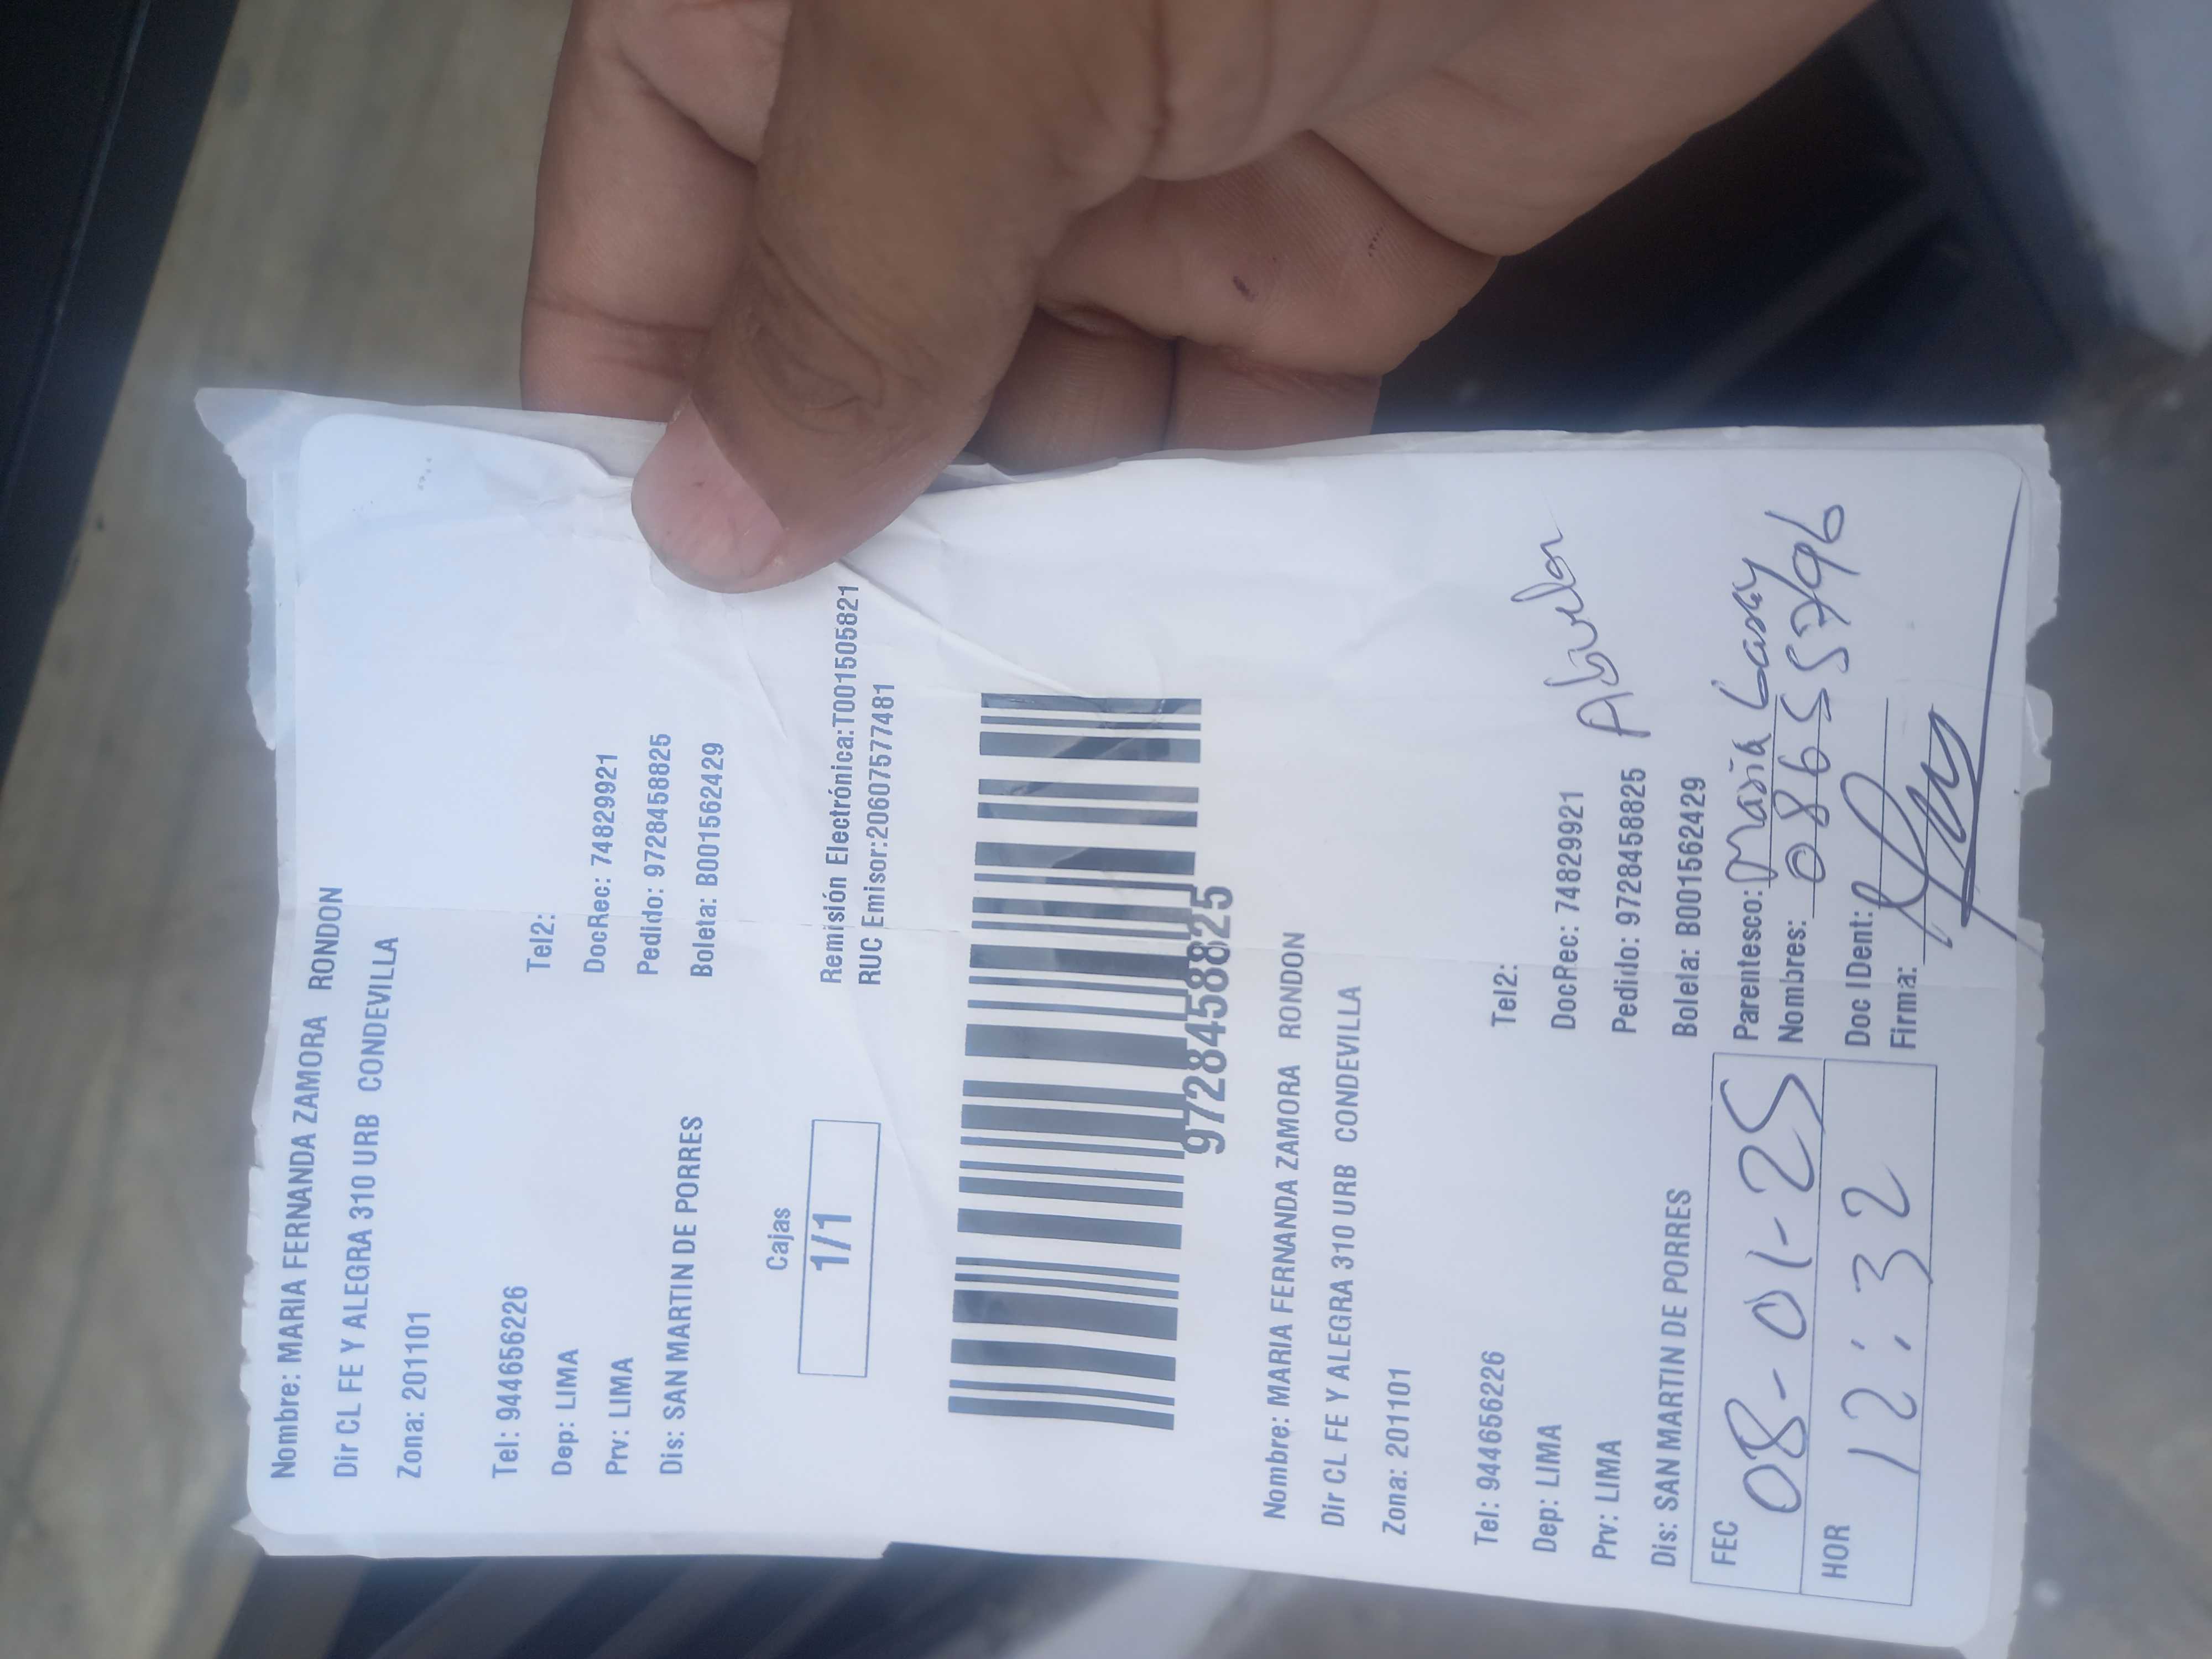 Nombre: MARIA FERNANDA ZAMORA RONDON
Dir CL FE Y ALEGRA 310 URB CONDEVILLA
Zona: 201101
Tel: 944656226 Tel2:
Dep: LIMA DocRec: 74829921
Prv: LIMA Pedido: 9728458825
Dis: SAN MARTIN DE PORRES Boleta: B001562429
Cajas
1/1
Remisión Electrónica:T001505821
RUC Emisor:20607577481
9728458825
Nombre: MARIA FERNANDA ZAMORA RONDON
Dir CL FE Y ALEGRA 310 URB CONDEVILLA
Zona: 201101
Tel: 944656226 Tel2:
Dep: LIMA DocRec: 74829921
Prv: LIMA Pedido: 9728458825
Abuela
Dis: SAN MARTIN DE PORRES Boleta: B001562429
FEC 08-01-25
Parentesco: Maria
Nombres: 08655796
HOR 12:32
Doc IDent:
Firma: